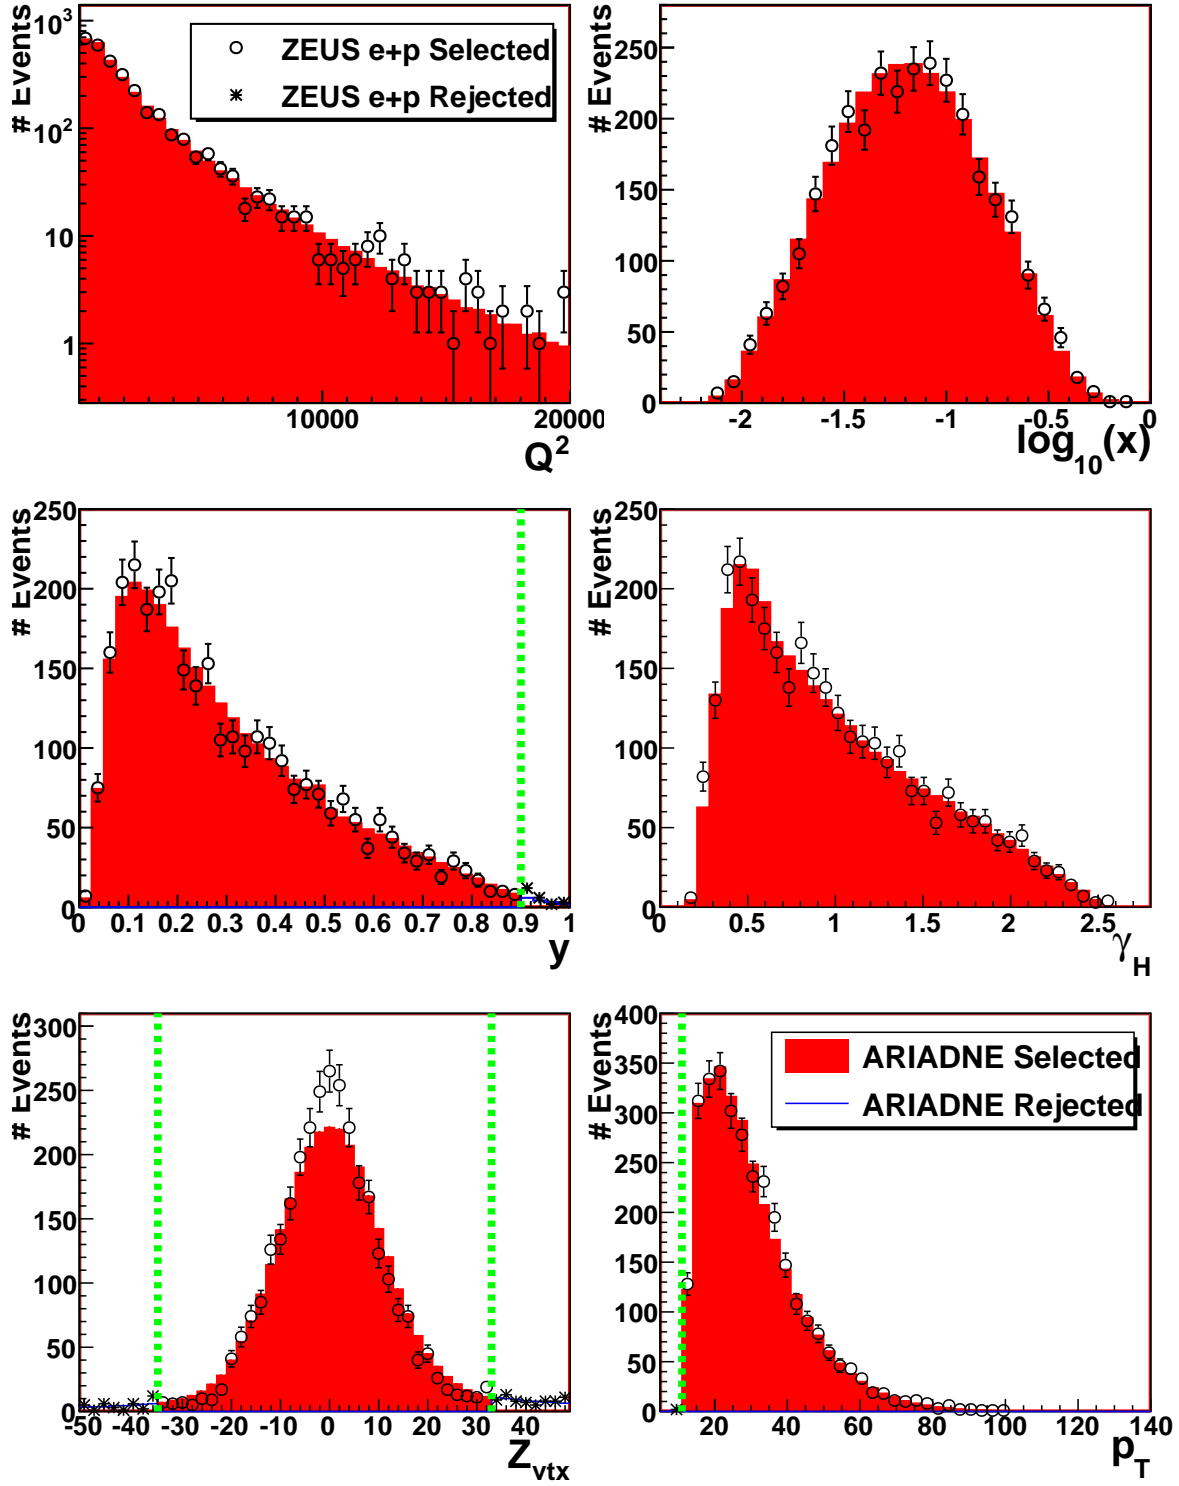 # Events
10³
10²
10
1
ZEUS e+p Selected
ZEUS e+p Rejected
10000
20000
Q²
# Events
250
200
150
100
50
0
-2
-1.5
-1
-0.5
0
log₁₀(x)
# Events
250
200
150
100
50
0
0 0.1 0.2 0.3 0.4 0.5 0.6 0.7 0.8 0.9 1
y
# Events
250
200
150
100
50
0
0 0.5 1 1.5 2 2.5
γ_H
# Events
300
250
200
150
100
50
0
-50 -40 -30 -20 -10 0 10 20 30 40
Z_vtx
# Events
400
350
300
250
200
150
100
50
0
ARIADNE Selected
ARIADNE Rejected
20 40 60 80 100 120 140
p_T